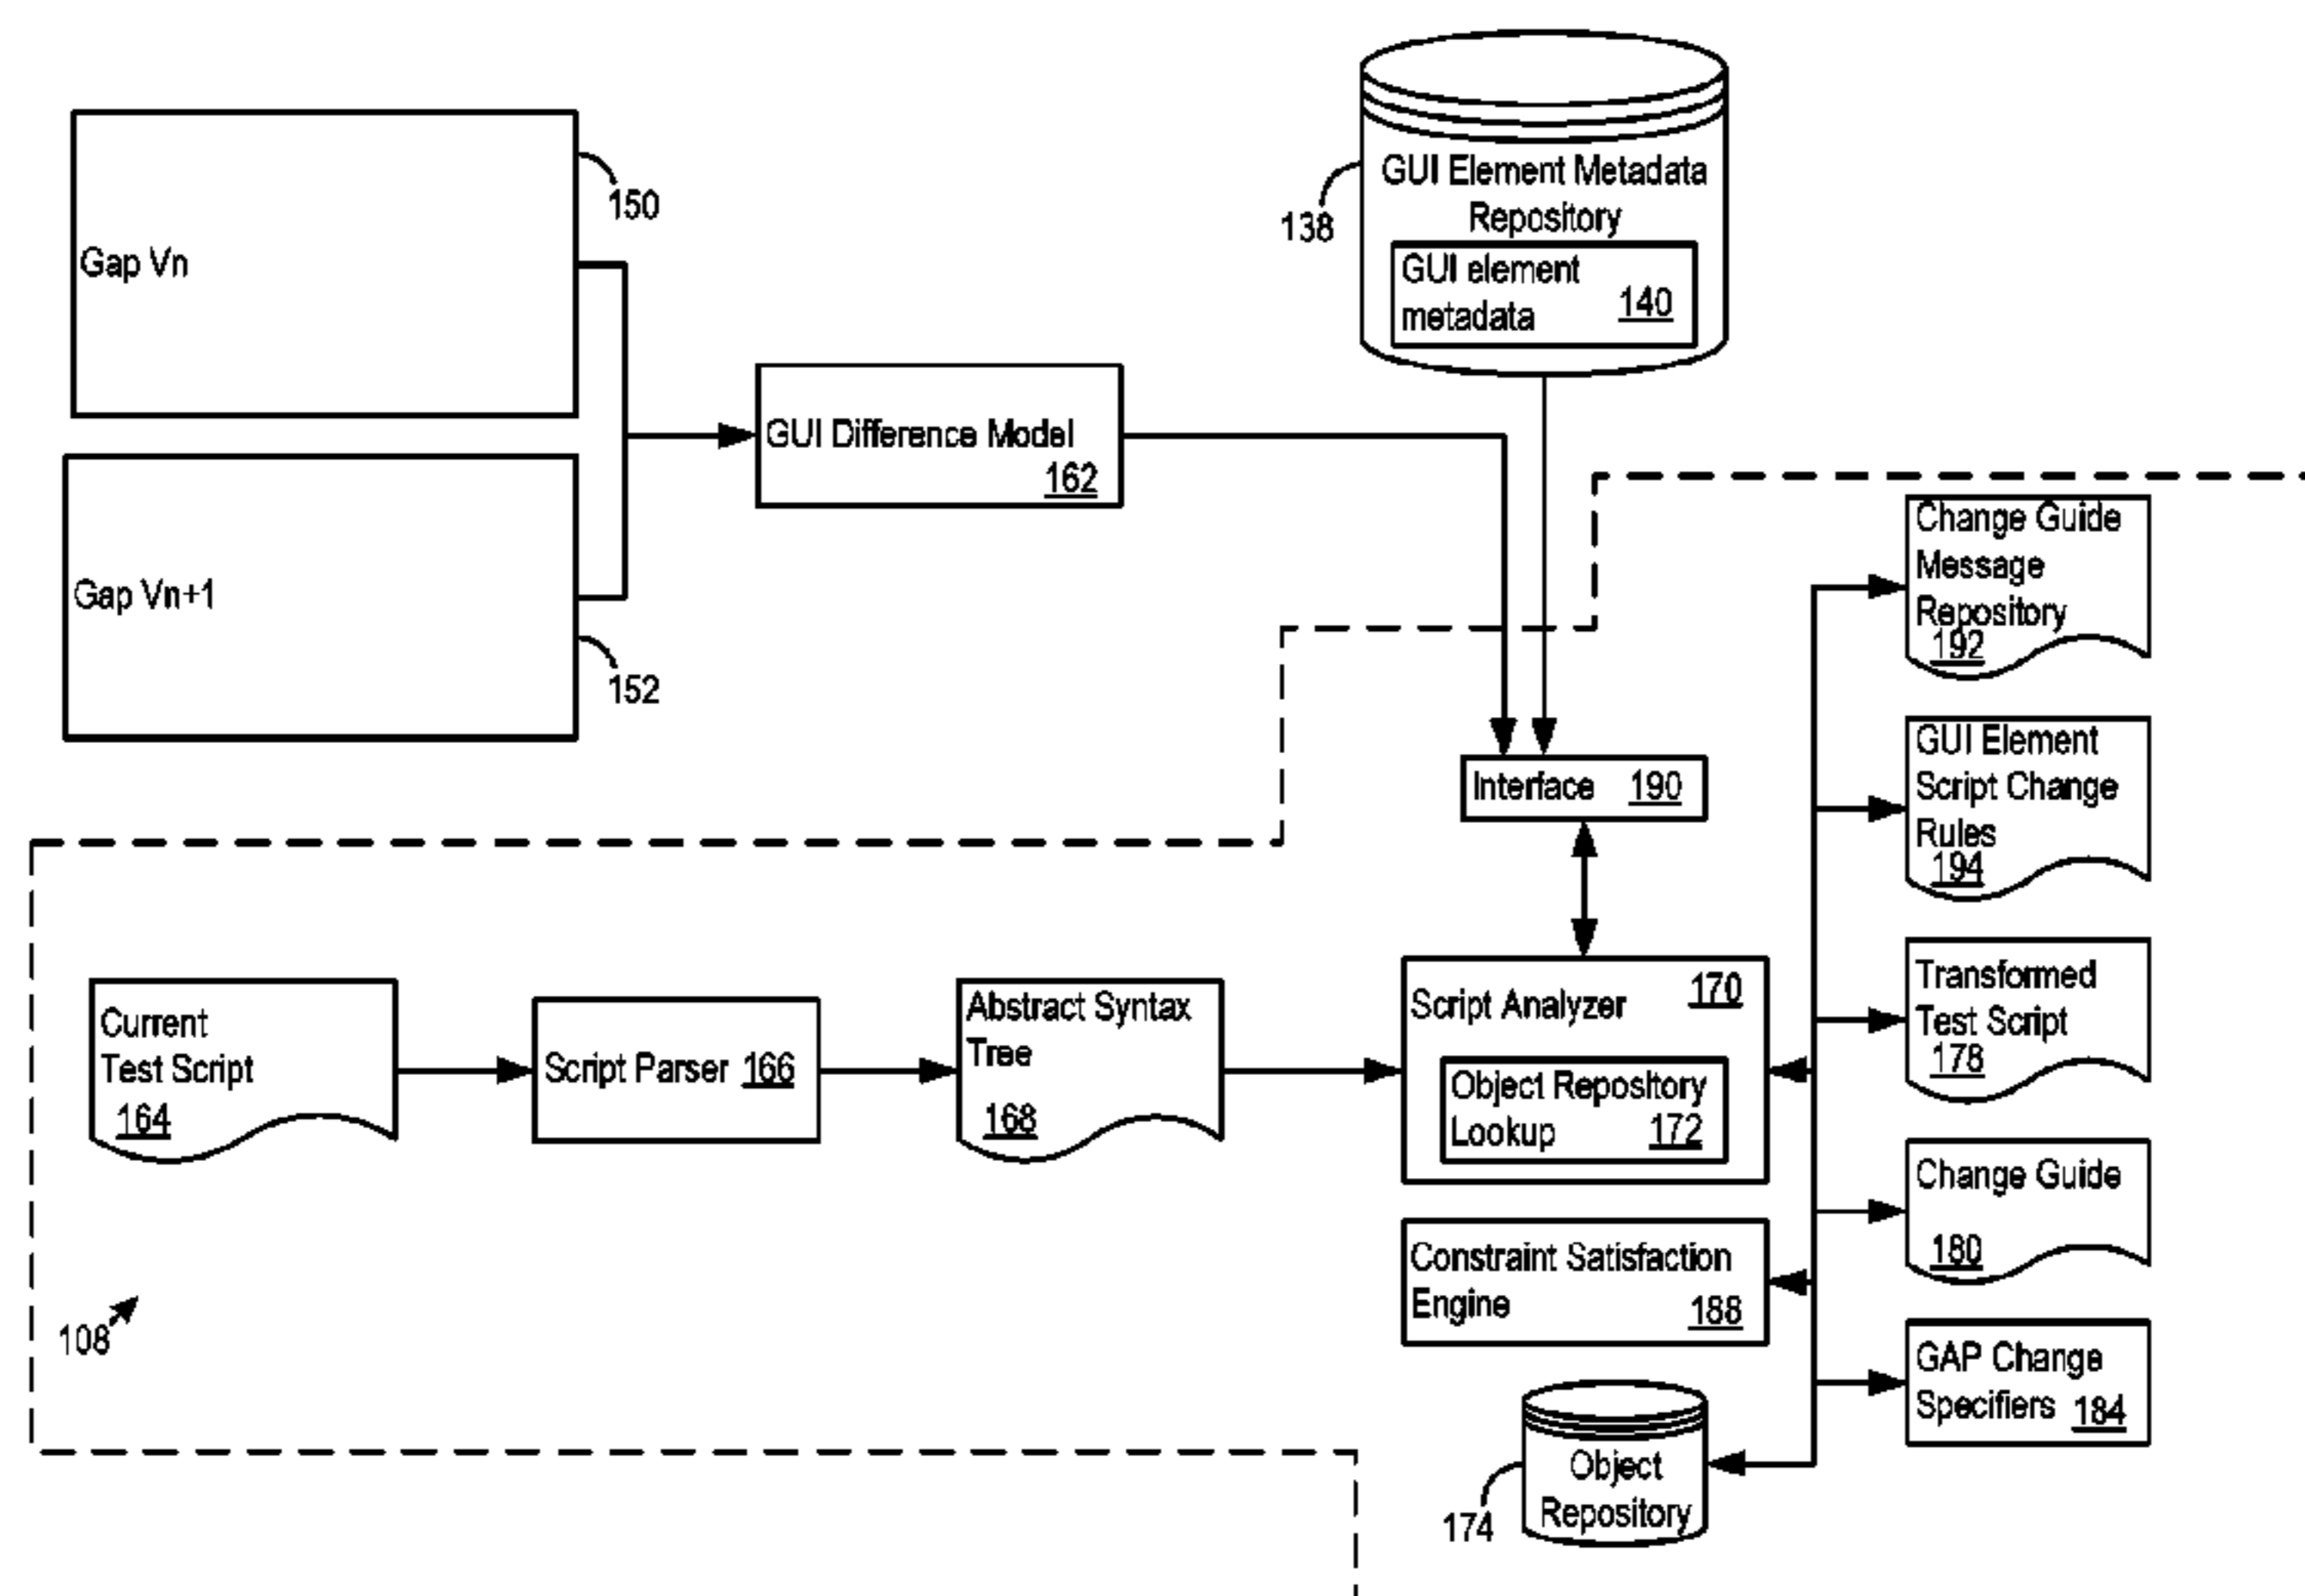 Gap Vn
150
Gap Vn+1
152
GUI Difference Model
162
138
GUI Element Metadata
Repository
GUI element
metadata
140
Interface 190
Current
Test Script
164
Script Parser 166
Abstract Syntax
Tree
168
Script Analyzer
170
Object Repository
Lookup 172
Constraint Satisfaction
Engine
188
174
Object
Repository
108
Change Guide
Message
Repository
192
GUI Element
Script Change
Rules
194
Transformed
Test Script
178
Change Guide
180
GAP Change
Specifiers 184